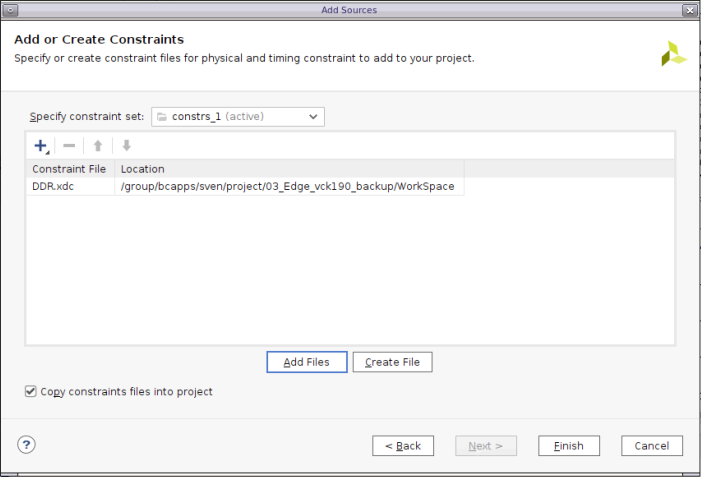 Add Sources
Add or Create Constraints
Specify or create constraint files for physical and timing constraint to add to your project.
Specify constraint set: constrs_1 (active)
Constraint File Location
DDR.xdc /group/bcapps/sven/project/03_Edge_vck190_backup/WorkSpace
Add Files Create File
Copy constraints files into project
? < Back Next > Finish Cancel